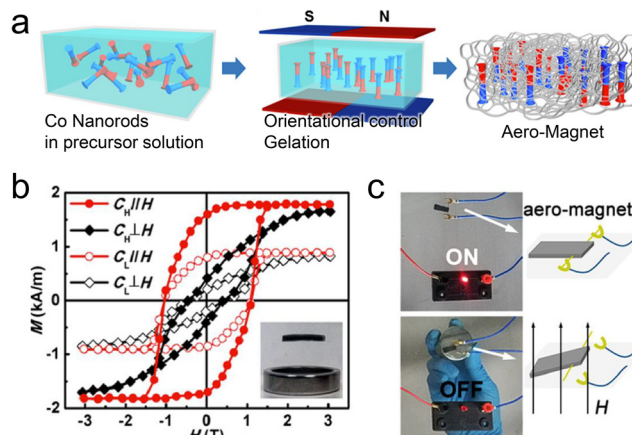 a
S N
Co Nanorods
in precursor solution
Orientational control
Gelation
Aero-Magnet
b
M (kA/m)
2
1
0
-1
-2
C_H//H
C_H⊥H
C_L//H
C_L⊥H
-3 -2 -1 0 1 2 3
H (T)
c
aero-magnet
ON
OFF
H